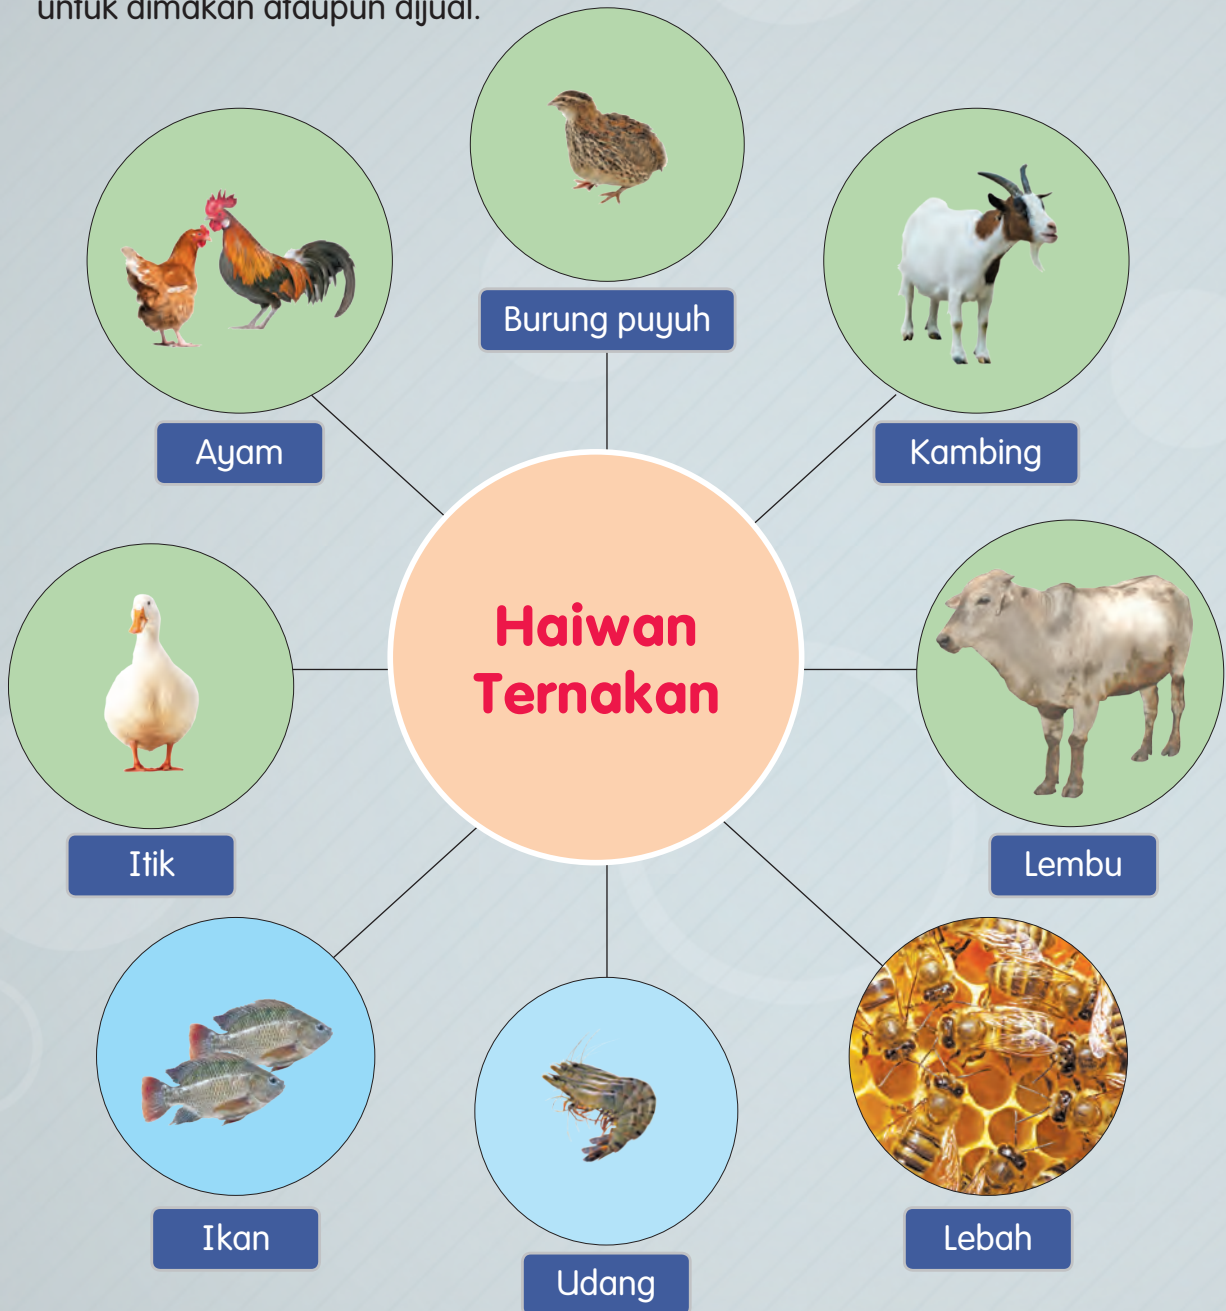 untuk dimakan ataupun dijual.
Burung puyuh
Ayam
Kambing
Haiwan
Ternakan
Itik
Lembu
Ikan
Lebah
Udang